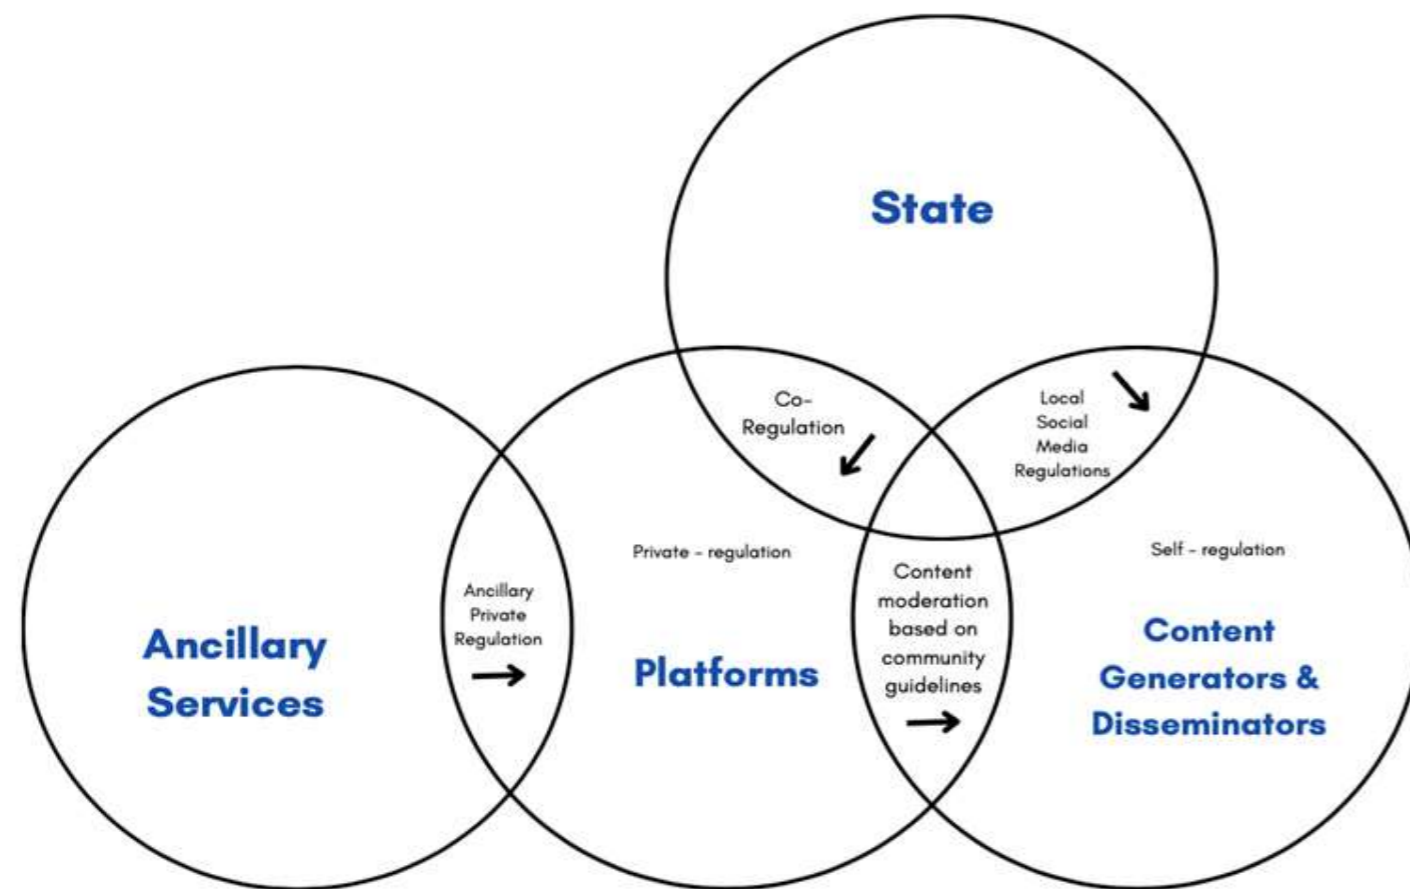 State
Co-
Regulation
Local
Social
Media
Regulations
Private - regulation
Self - regulation
Ancillary
Private
Regulation
Content
moderation
based on
community
guidelines
Ancillary
Services
Platforms
Content
Generators &
Disseminators